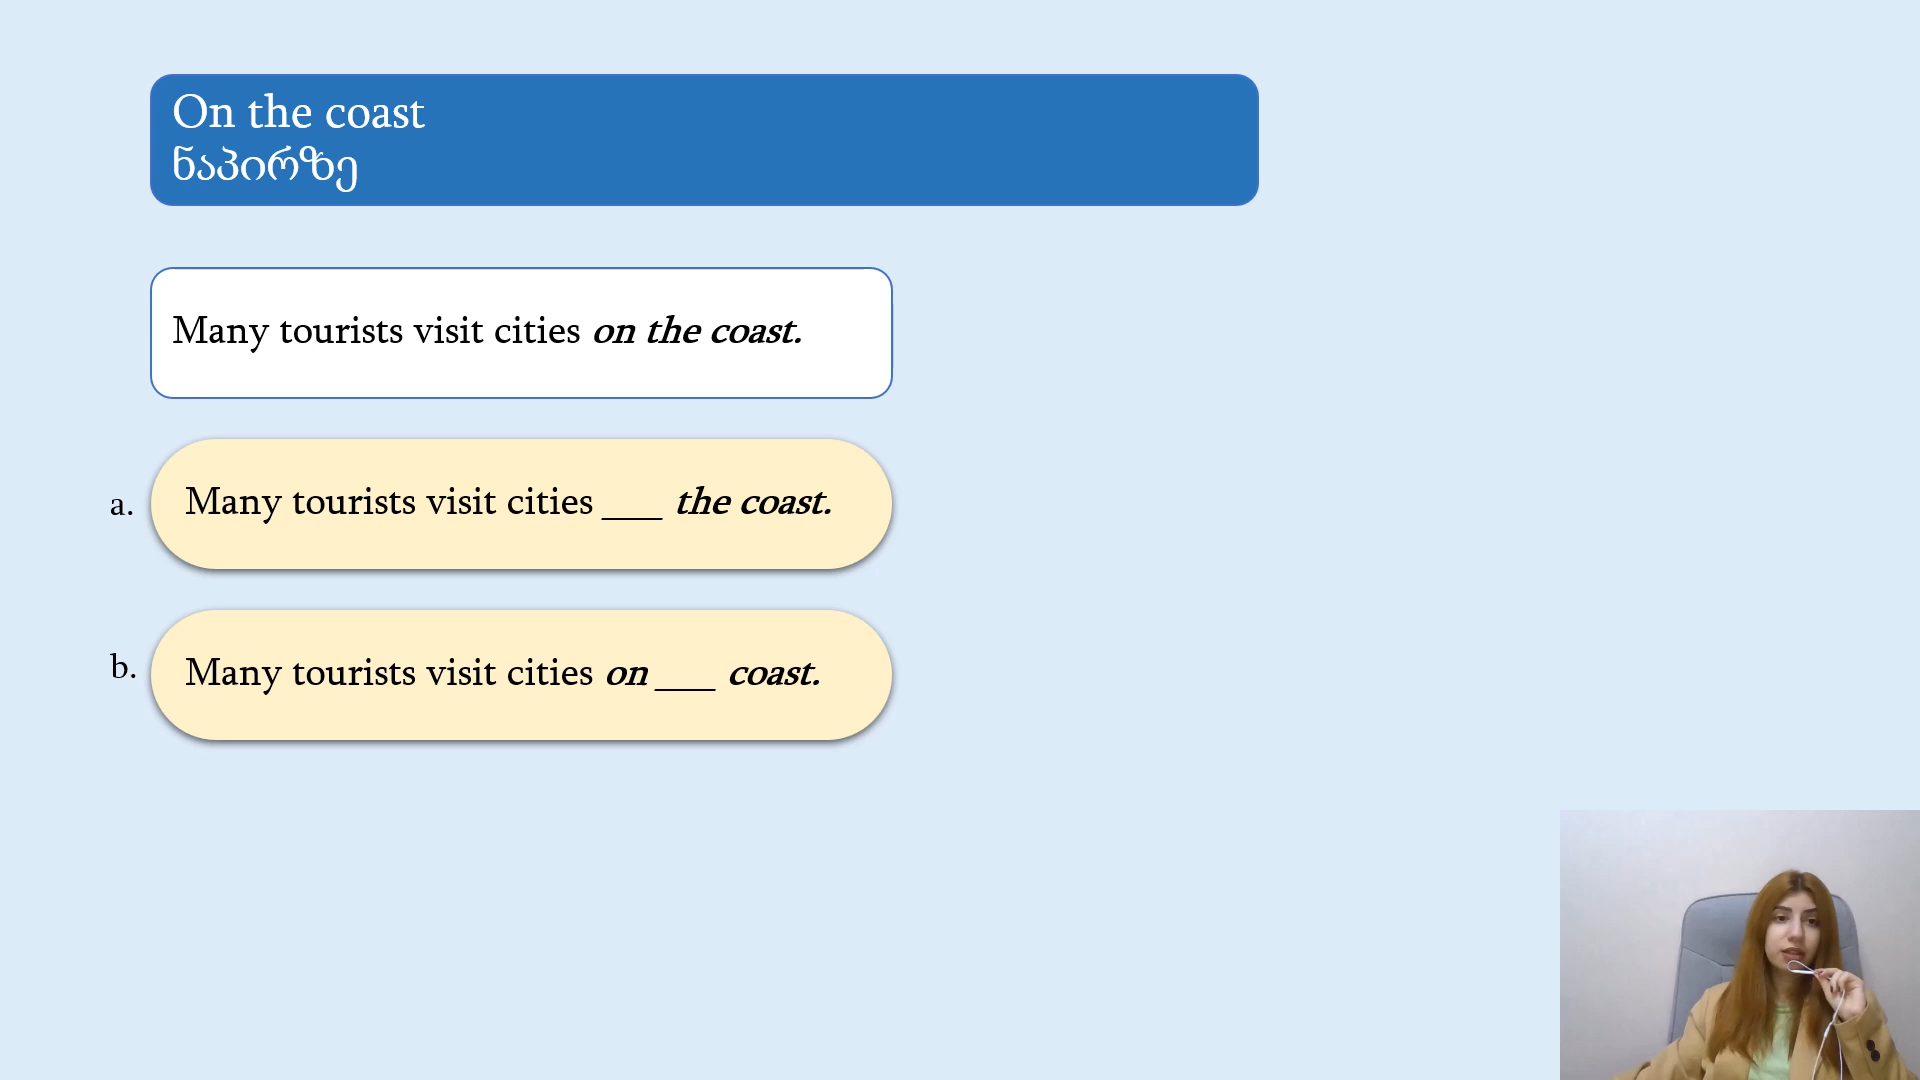 On the coast
ნაპირზე
Many tourists visit cities on the coast.
a. Many tourists visit cities ___ the coast.
b. Many tourists visit cities on ___ coast.